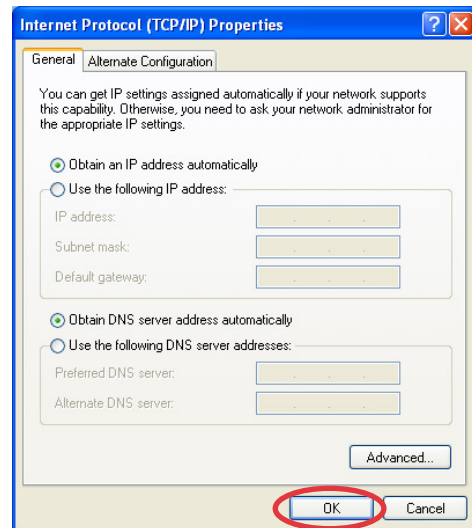 Internet Protocol (TCP/IP) Properties
General
Alternate Configuration
You can get IP settings assigned automatically if your network supports
this capability. Otherwise, you need to ask your network administrator for
the appropriate IP settings.
Obtain an IP address automatically
Use the following IP address:
IP address:
Subnet mask:
Default gateway:
Obtain DNS server address automatically
Use the following DNS server addresses:
Preferred DNS server:
Alternate DNS server:
Advanced...
OK
Cancel